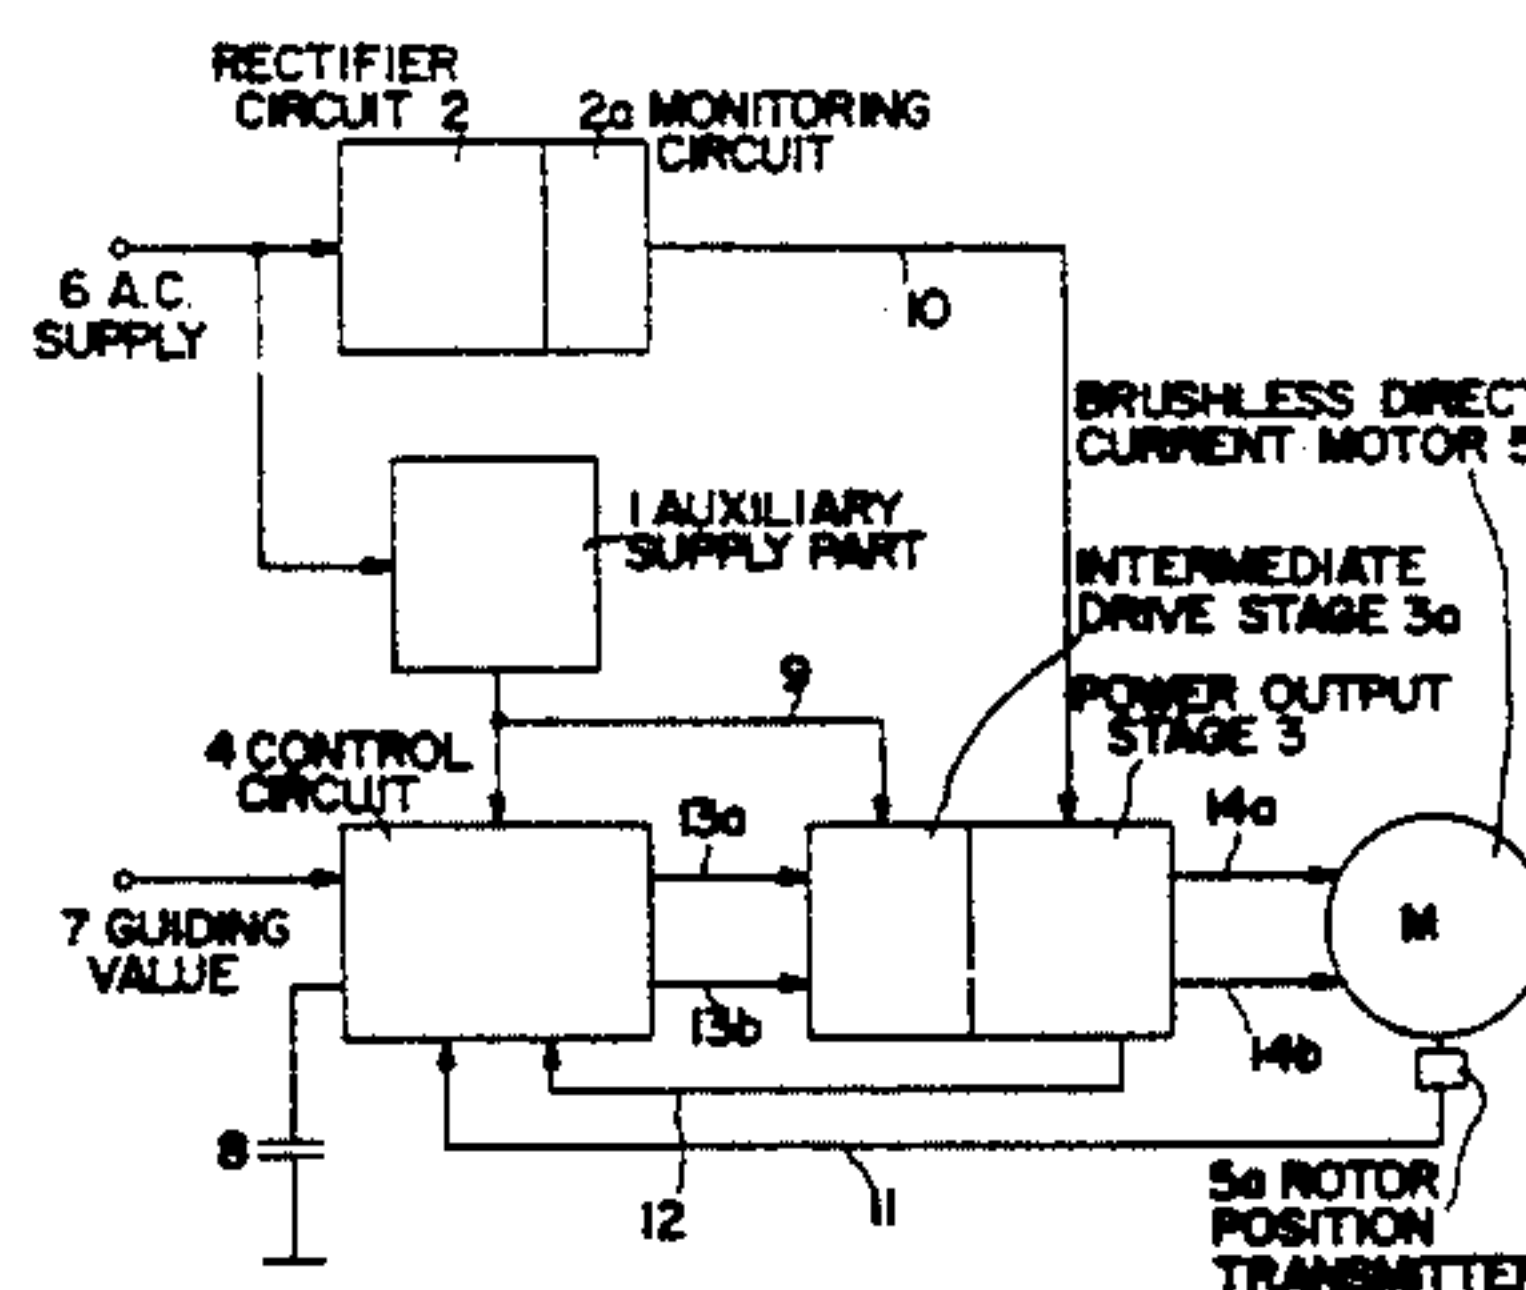 RECTIFIER
CIRCUIT 2
2a MONITORING
CIRCUIT
6 A.C.
SUPPLY
10
BRUSHLESS DIRECT
CURRENT MOTOR 5
1 AUXILIARY
SUPPLY PART
INTERMEDIATE
DRIVE STAGE 3a
9
POWER OUTPUT
STAGE 3
4 CONTROL
CIRCUIT
13a
14a
7 GUIDING
VALUE
M
13b
14b
8
12
11
5a ROTOR
POSITION
TRANSMITTER